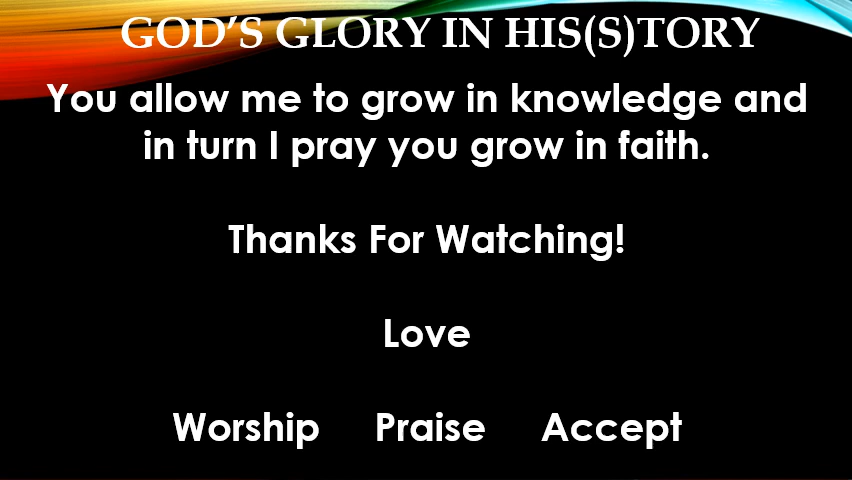 GOD’S GLORY IN HIS(S)TORY
You allow me to grow in knowledge and
in turn I pray you grow in faith.
Thanks For Watching!
Love
Worship Praise Accept